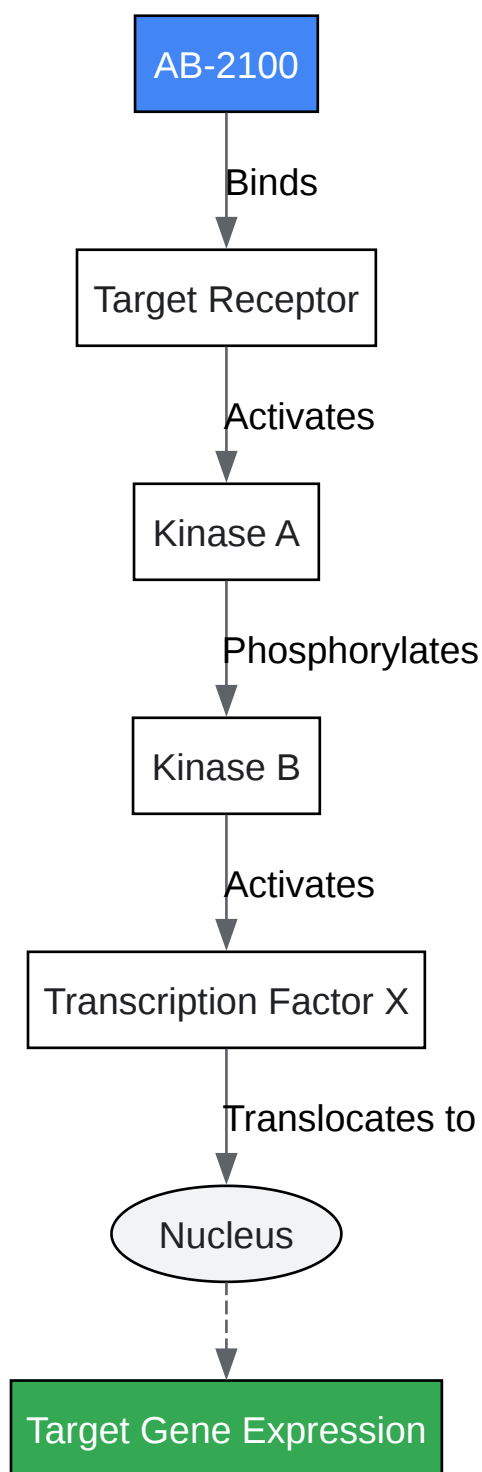 AB-2100
Binds
Target Receptor
Activates
Kinase A
Phosphorylates
Kinase B
Activates
Transcription Factor X
Translocates to
Nucleus
Target Gene Expression